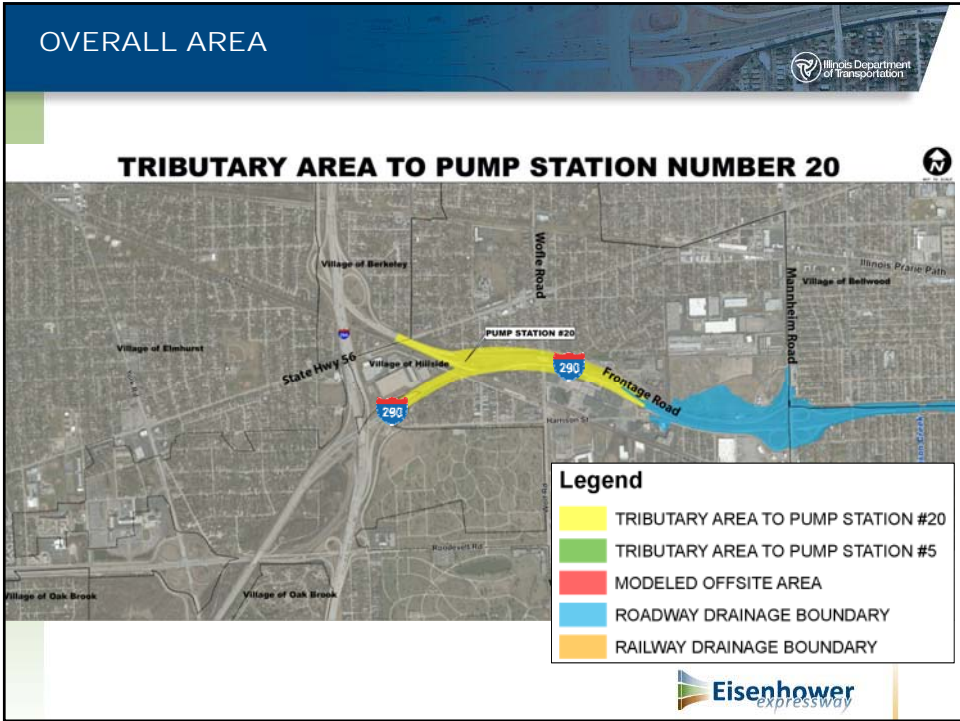 OVERALL AREA
Illinois Department
of Transportation
TRIBUTARY AREA TO PUMP STATION NUMBER 20
N
Village of Berkeley
Wofle Road
Illinois Prarie Path
Mannheim Road
Village of Bellwood
PUMP STATION #20
Village of Elmhurst
State Hwy 56
Village of Hillside
290
Frontage Road
290
Harrison St
Roosevelt Rd
Village of Oak Brook
Village of Oak Brook
Legend
TRIBUTARY AREA TO PUMP STATION #20
TRIBUTARY AREA TO PUMP STATION #5
MODELED OFFSITE AREA
ROADWAY DRAINAGE BOUNDARY
RAILWAY DRAINAGE BOUNDARY
Eisenhower
expressway